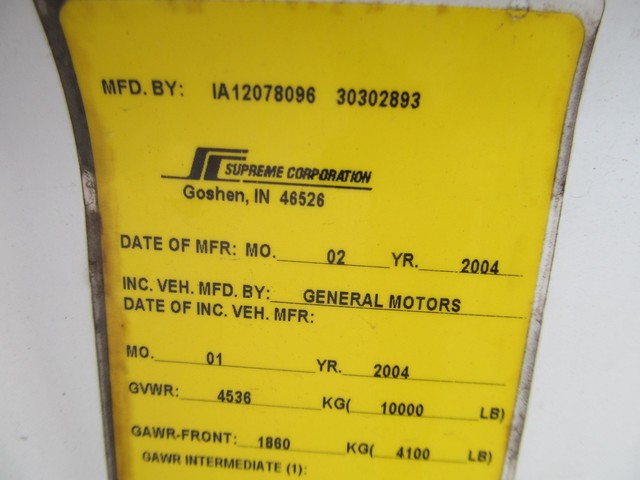 MFD. BY: IA12078096 30302893
SUPREME CORPORATION
Goshen, IN 46526
DATE OF MFR: MO. 02 YR. 2004
INC. VEH. MFD. BY: GENERAL MOTORS
DATE OF INC. VEH. MFR:
MO. 01 YR. 2004
GVWR: 4536 KG( 10000 LB)
GAWR-FRONT: 1860 KG( 4100 LB)
GAWR INTERMEDIATE (1):